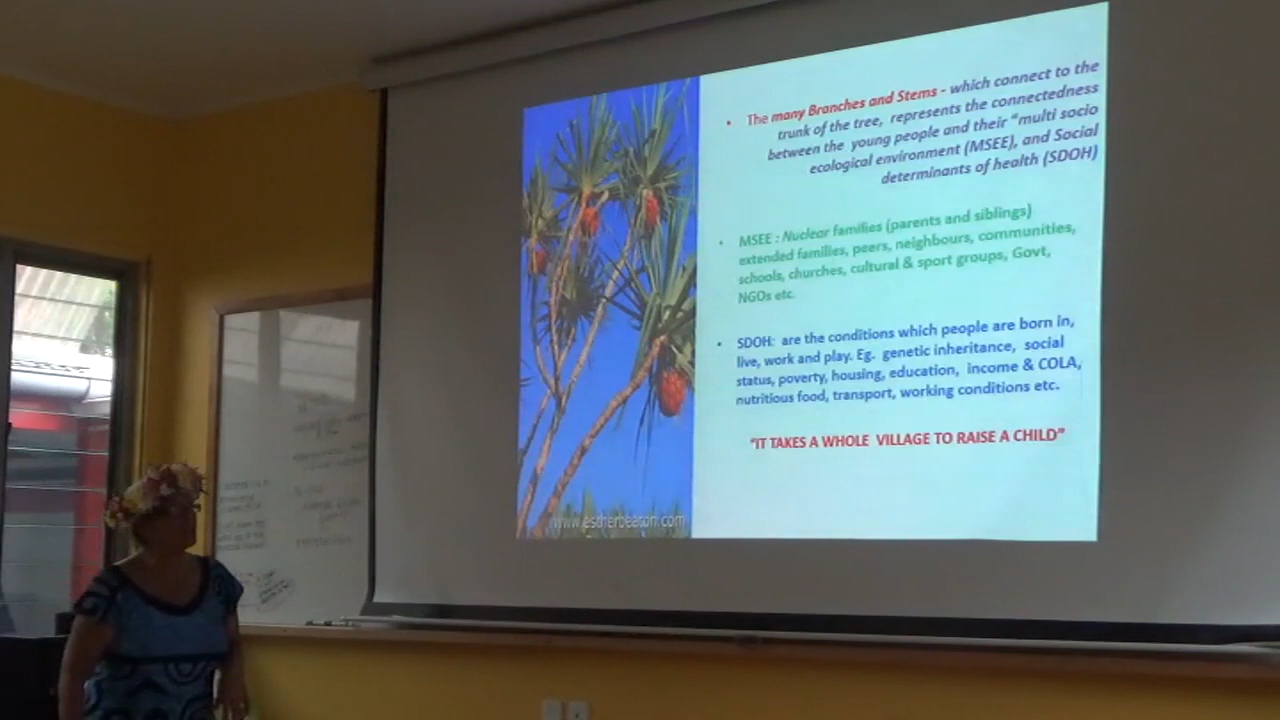 • The many Branches and Stems - which connect to the
trunk of the tree, represents the connectedness
between the young people and their "multi socio
ecological environment (MSEE), and Social
determinants of health (SDOH)
• MSEE : Nuclear families (parents and siblings)
extended families, peers, neighbours, communities,
schools, churches, cultural & sport groups, Govt,
NGOs etc.
• SDOH: are the conditions which people are born in,
live, work and play. Eg. genetic inheritance, social
status, poverty, housing, education, income & COLA,
nutritious food, transport, working conditions etc.
"IT TAKES A WHOLE VILLAGE TO RAISE A CHILD"
www.estherbeaton.com